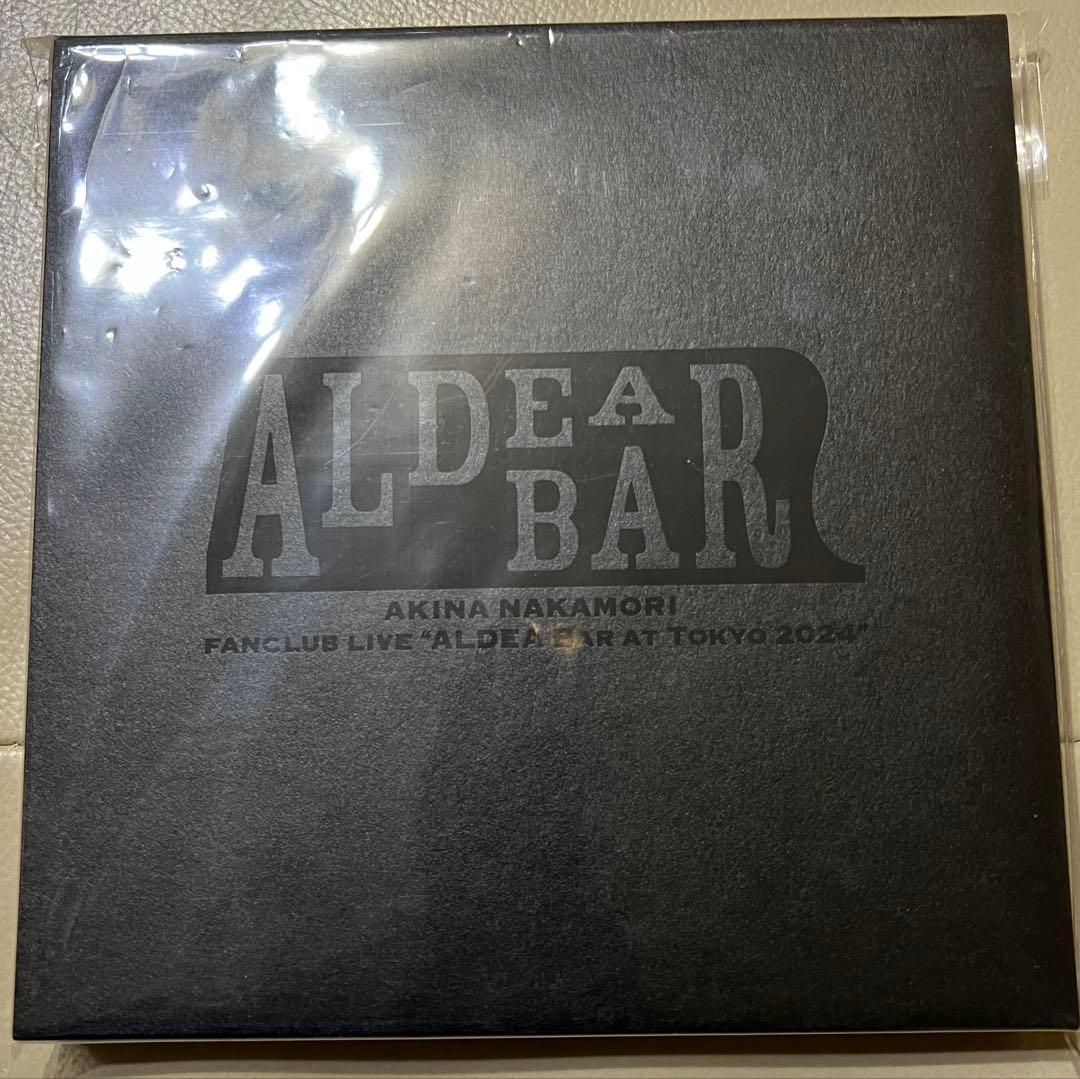 ALDEA
BAR
AKINA NAKAMORI
FANCLUB LIVE “ALDEA BAR AT TOKYO 2024”